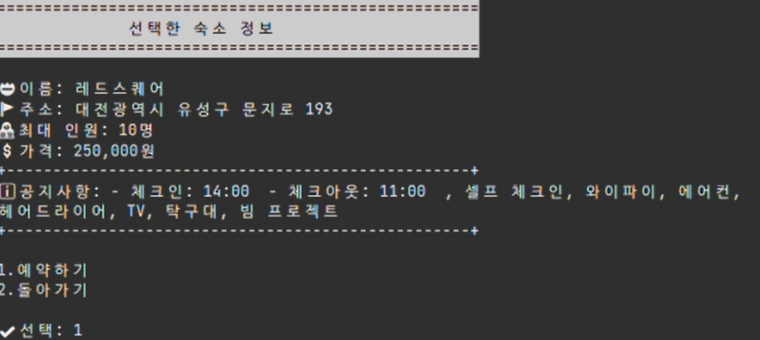 ============================================================
선택한 숙소 정보
============================================================
이름: 레드스퀘어
주소: 대전광역시 유성구 문지로 193
최대 인원: 10명
$ 가격: 250,000원
+--------------------------------------------------+
i 공지사항: - 체크인: 14:00 - 체크아웃: 11:00 , 셀프 체크인, 와이파이, 에어컨,
헤어드라이어, TV, 탁구대, 빔 프로젝트
+--------------------------------------------------+
1.예약하기
2.돌아가기
✔선택: 1